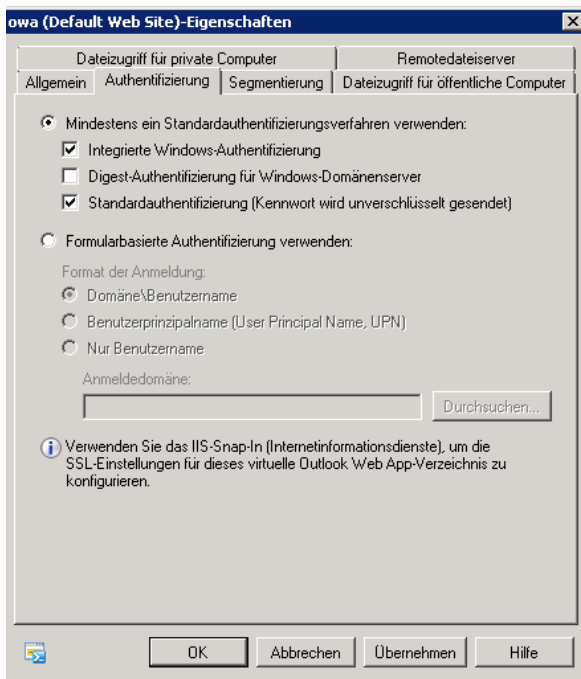 owa (Default Web Site)-Eigenschaften
Dateizugriff für private Computer
Remotedateiserver
Allgemein
Authentifizierung
Segmentierung
Dateizugriff für öffentliche Computer
Mindestens ein Standardauthentifizierungsverfahren verwenden:
Integrierte Windows-Authentifizierung
Digest-Authentifizierung für Windows-Domänenserver
Standardauthentifizierung (Kennwort wird unverschlüsselt gesendet)
Formularbasierte Authentifizierung verwenden:
Format der Anmeldung:
Domäne\Benutzername
Benutzerprinzipalname (User Principal Name, UPN)
Nur Benutzername
Anmeldedomäne:
Durchsuchen...
Verwenden Sie das IIS-Snap-In (Internetinformationsdienste), um die
SSL-Einstellungen für dieses virtuelle Outlook Web App-Verzeichnis zu
konfigurieren.
OK
Abbrechen
Übernehmen
Hilfe